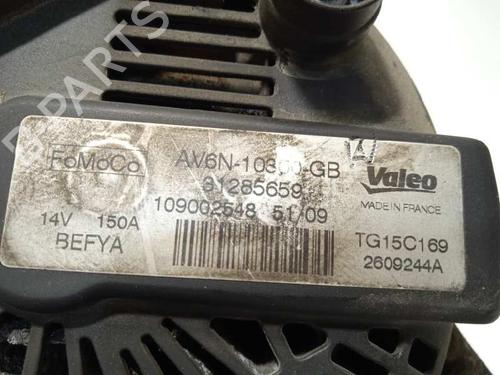 FoMoCo
AV6N-10300-GB
31285659
109002548 51/09
14V 150A
BEFYA
Valeo
MADE IN FRANCE
TG15C169
2609244A